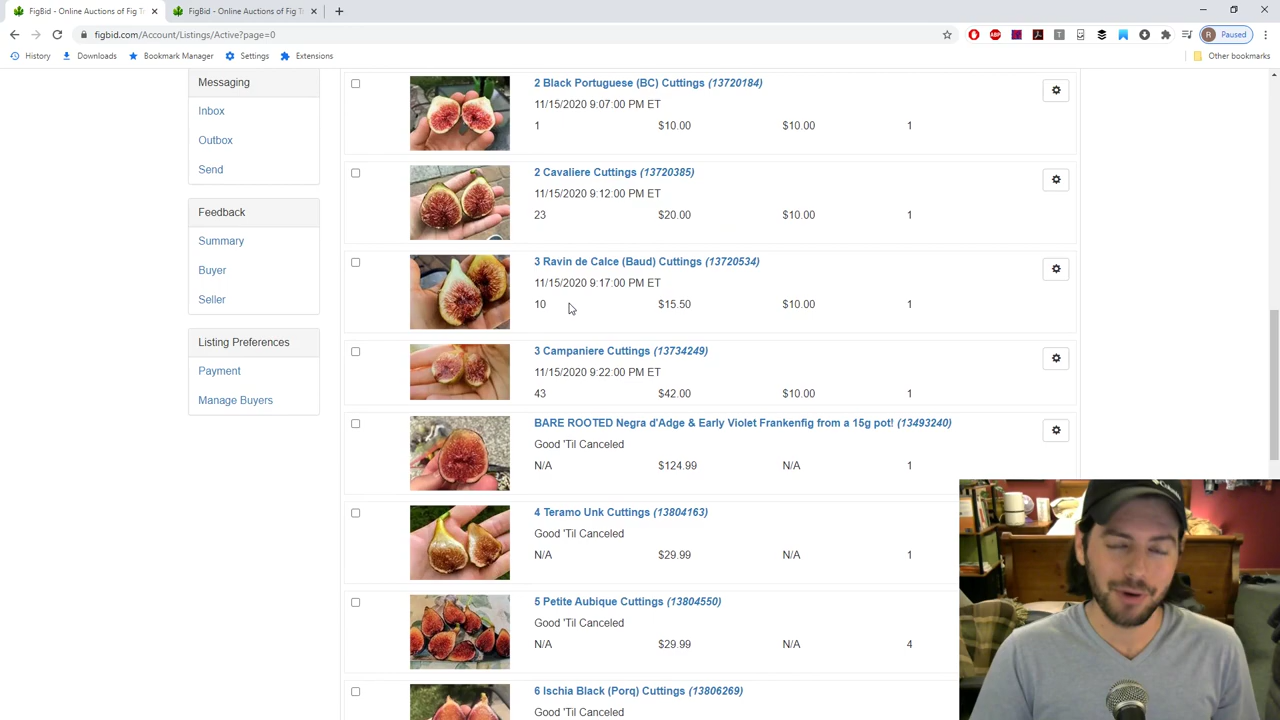 FigBid - Online Auctions of Fig T
FigBid - Online Auctions of Fig Tr
figbid.com/Account/Listings/Active?page=0
Paused
History
Downloads
Bookmark Manager
Settings
Extensions
Other bookmarks
Messaging
Inbox
Outbox
Send
Feedback
Summary
Buyer
Seller
Listing Preferences
Payment
Manage Buyers
2 Black Portuguese (BC) Cuttings (13720184)
11/15/2020 9:07:00 PM ET
1 $10.00 $10.00 1
2 Cavaliere Cuttings (13720385)
11/15/2020 9:12:00 PM ET
23 $20.00 $10.00 1
3 Ravin de Calce (Baud) Cuttings (13720534)
11/15/2020 9:17:00 PM ET
10 $15.50 $10.00 1
3 Campaniere Cuttings (13734249)
11/15/2020 9:22:00 PM ET
43 $42.00 $10.00 1
BARE ROOTED Negra d'Adge & Early Violet Frankenfig from a 15g pot! (13493240)
Good 'Til Canceled
N/A $124.99 N/A 1
4 Teramo Unk Cuttings (13804163)
Good 'Til Canceled
N/A $29.99 N/A 1
5 Petite Aubique Cuttings (13804550)
Good 'Til Canceled
N/A $29.99 N/A 4
6 Ischia Black (Porq) Cuttings (13806269)
Good 'Til Canceled